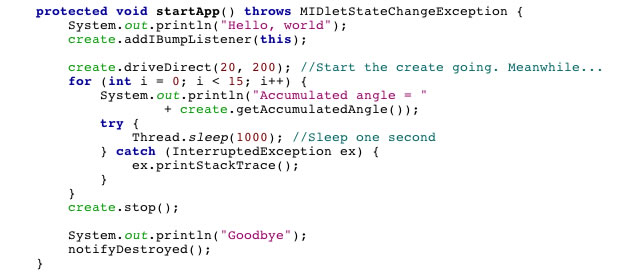 protected void startApp() throws MIDletStateChangeException {
    System.out.println("Hello, world");
    create.addIBumpListener(this);

    create.driveDirect(20, 200); //Start the create going. Meanwhile...
    for (int i = 0; i < 15; i++) {
        System.out.println("Accumulated angle = "
                + create.getAccumulatedAngle());
        try {
            Thread.sleep(1000); //Sleep one second
        } catch (InterruptedException ex) {
            ex.printStackTrace();
        }
    }
    create.stop();

    System.out.println("Goodbye");
    notifyDestroyed();
}